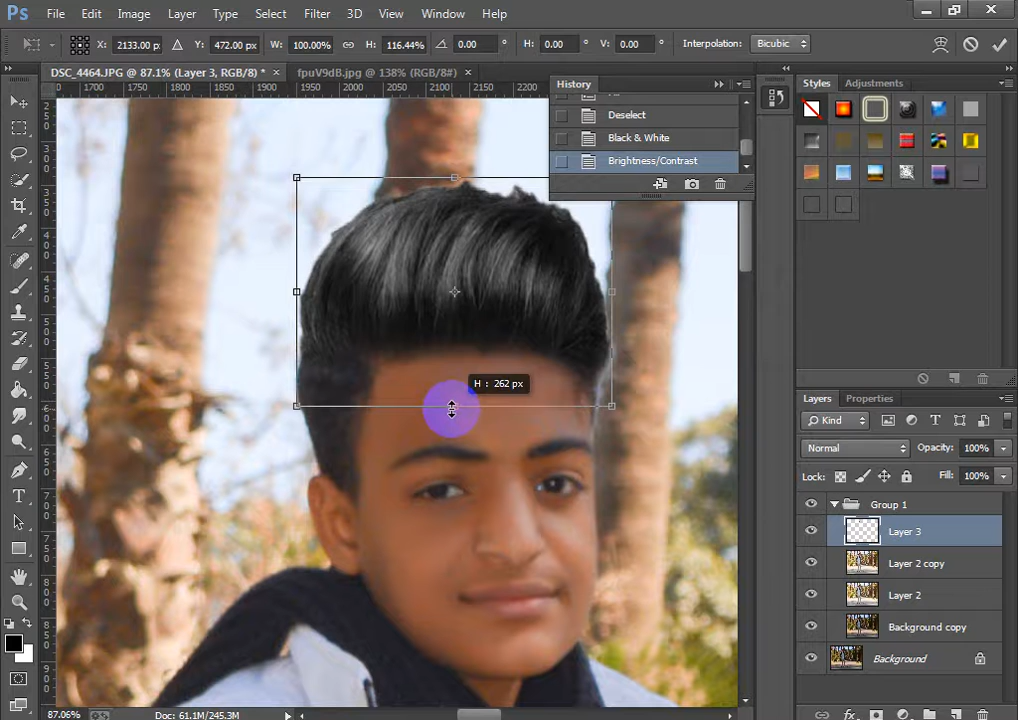 Ps File Edit Image Layer Type Select Filter 3D View Window Help
X: 2133.00 p: Y: 472.00 px W: 100.00% H: 116.44% 0.00 ° H: 0.00 ° V: 0.00 ° Interpolation: Bicubic
DSC_4464.JPG @ 87.1% (Layer 3, RGB/8) * × fpuV9dB.jpg @ 138% (RGB/8#) ×
1700 1750 1800 1850 1900 1950 2000 2050 2100 2150 2200
History
Deselect
Black & White
Brightness/Contrast
Styles Adjustments
H : 262 px
Layers Properties
Kind
Normal Opacity: 100%
Lock: Fill: 100%
Group 1
Layer 3
Layer 2 copy
Layer 2
Background copy
Background
fx
87.06% Doc: 61.1M/245.3M